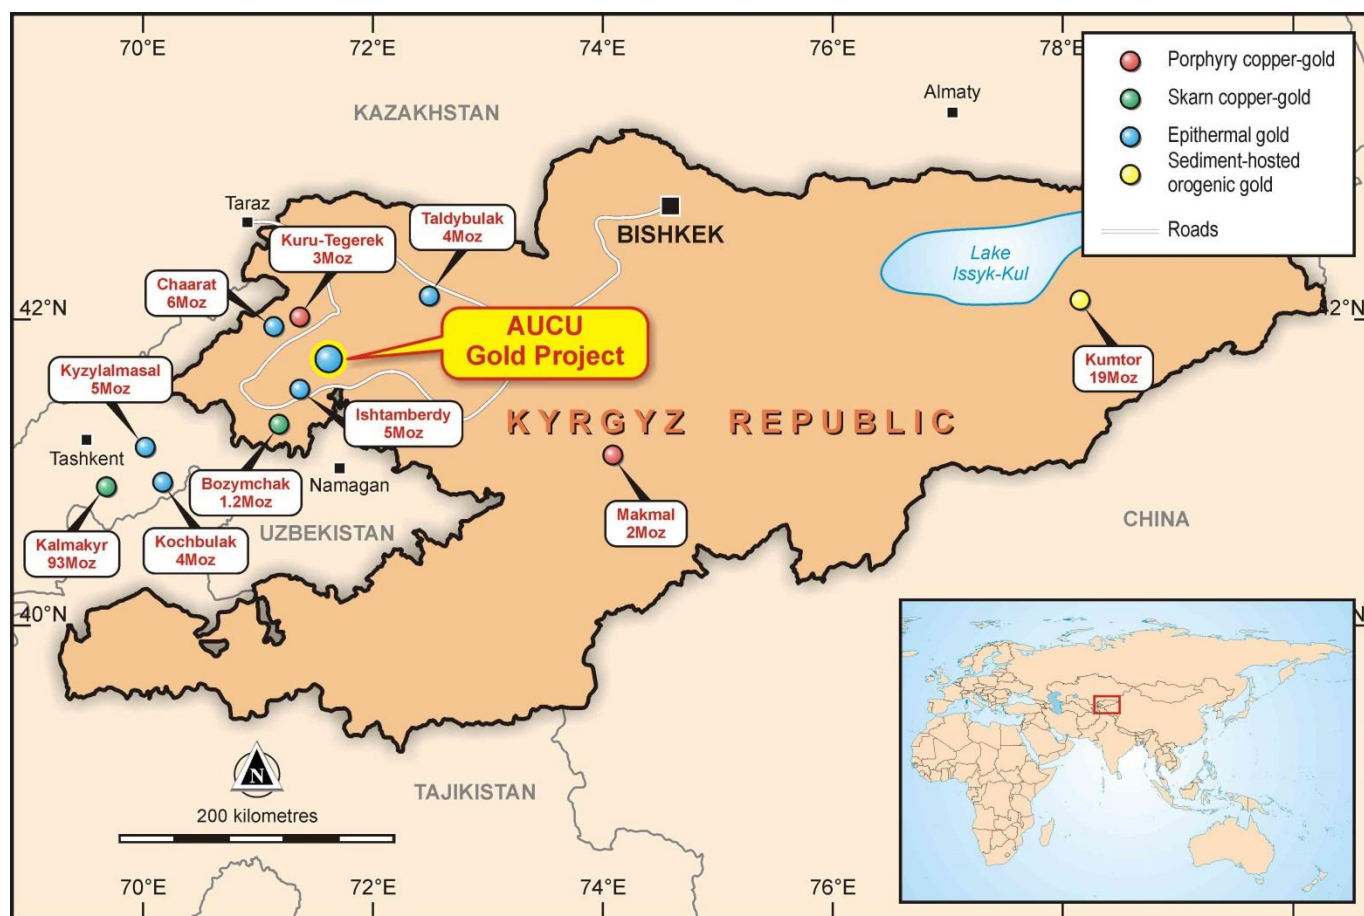 70°E
72°E
74°E
76°E
78°E
Porphyry copper-gold
Skarn copper-gold
Epithermal gold
Sediment-hosted
orogenic gold
Roads
KAZAKHSTAN
Almaty
Taraz
Kuru-Tegerek
3Moz
Taldybulak
4Moz
BISHKEK
Lake
Issyk-Kul
Chaarat
6Moz
42°N
42°N
AUCU
Gold Project
Kumtor
19Moz
Kyzylalmasal
5Moz
Ishtamberdy
5Moz
KYRGYZ REPUBLIC
Tashkent
Bozymchak
1.2Moz
Namagan
Makmal
2Moz
Kalmakyr
93Moz
Kochbulak
4Moz
UZBEKISTAN
CHINA
40°N
40°N
N
TAJIKISTAN
200 kilometres
70°E
72°E
74°E
76°E